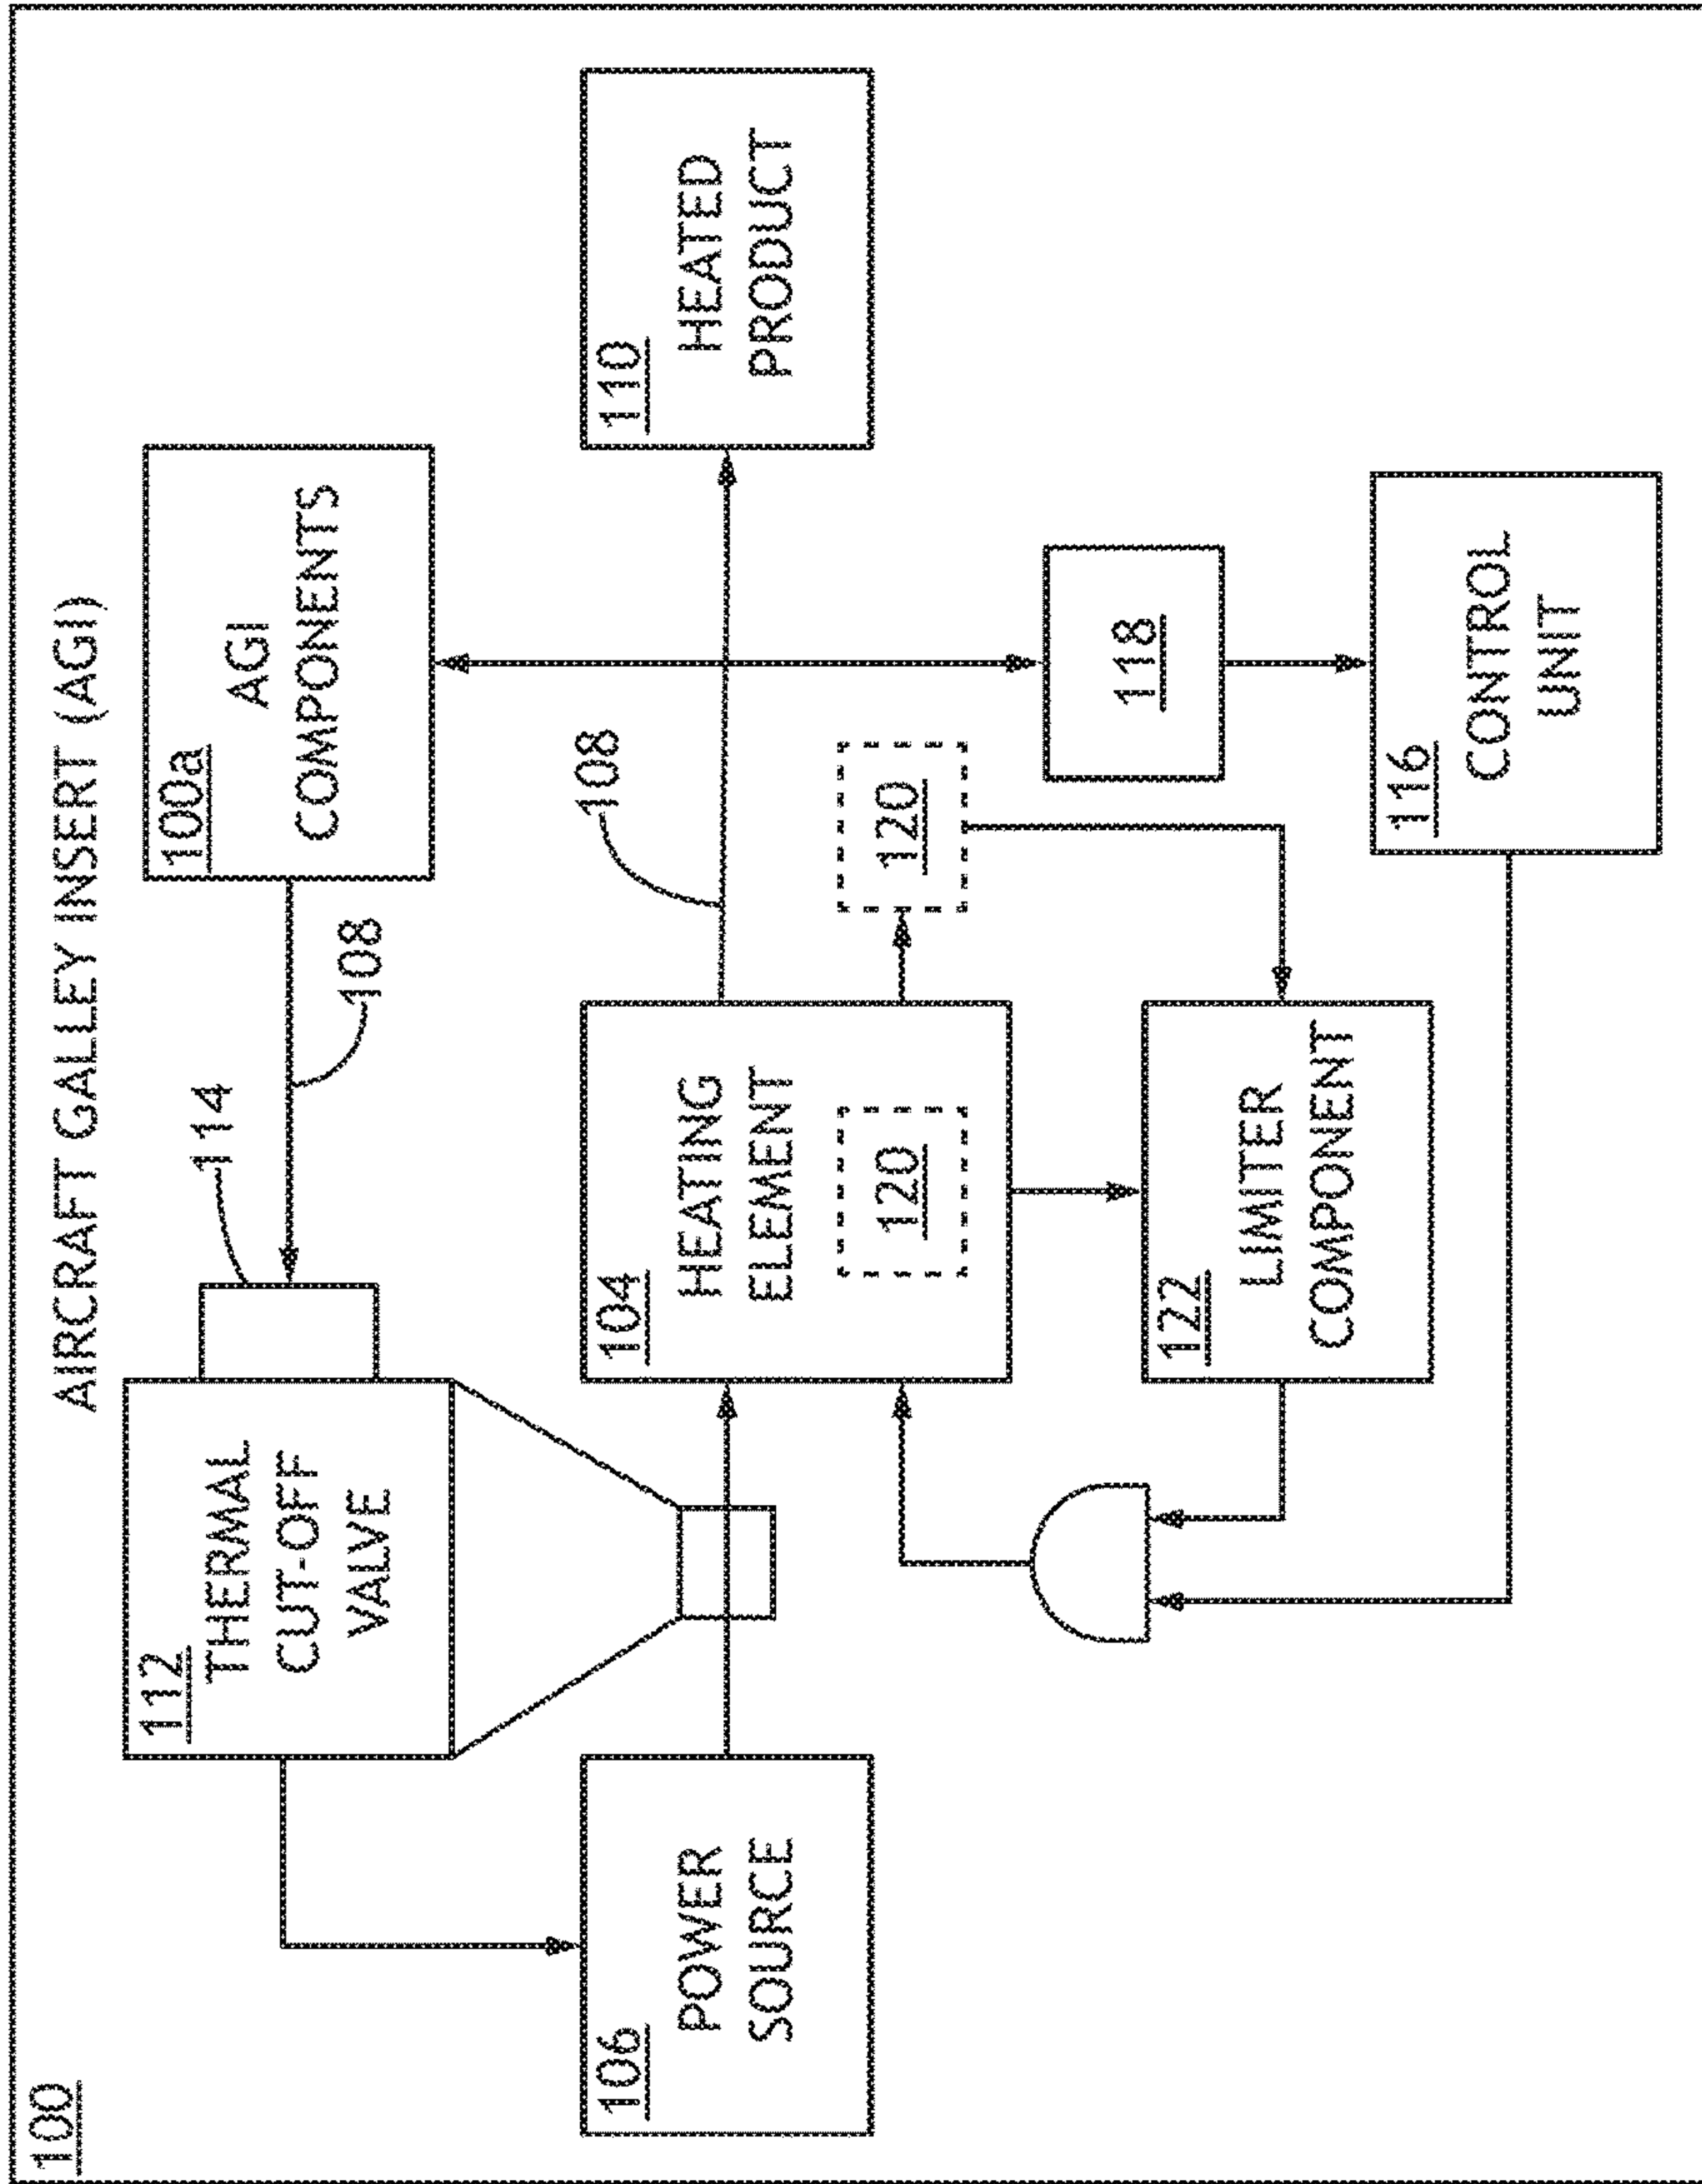 100
AIRCRAFT GALLEY INSERT (AGI)
112
THERMAL
CUT-OFF
VALVE
114
108
100a
AGI
COMPONENTS
106
POWER
SOURCE
104
HEATING
ELEMENT
120
108
110
HEATED
PRODUCT
120
118
122
LIMITER
COMPONENT
116
CONTROL
UNIT